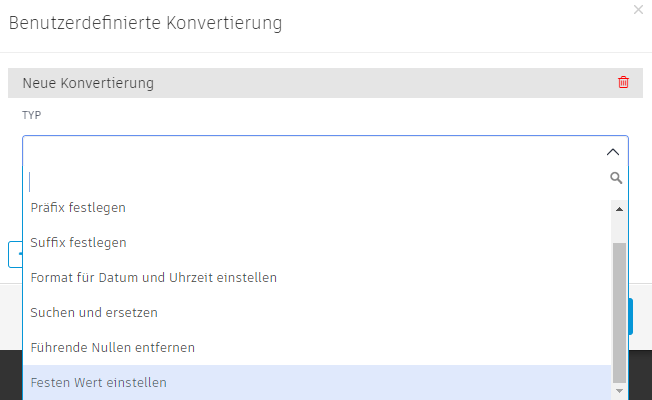 Benutzerdefinierte Konvertierung
Neue Konvertierung
TYP
Präfix festlegen
Suffix festlegen
Format für Datum und Uhrzeit einstellen
Suchen und ersetzen
Führende Nullen entfernen
Festen Wert einstellen